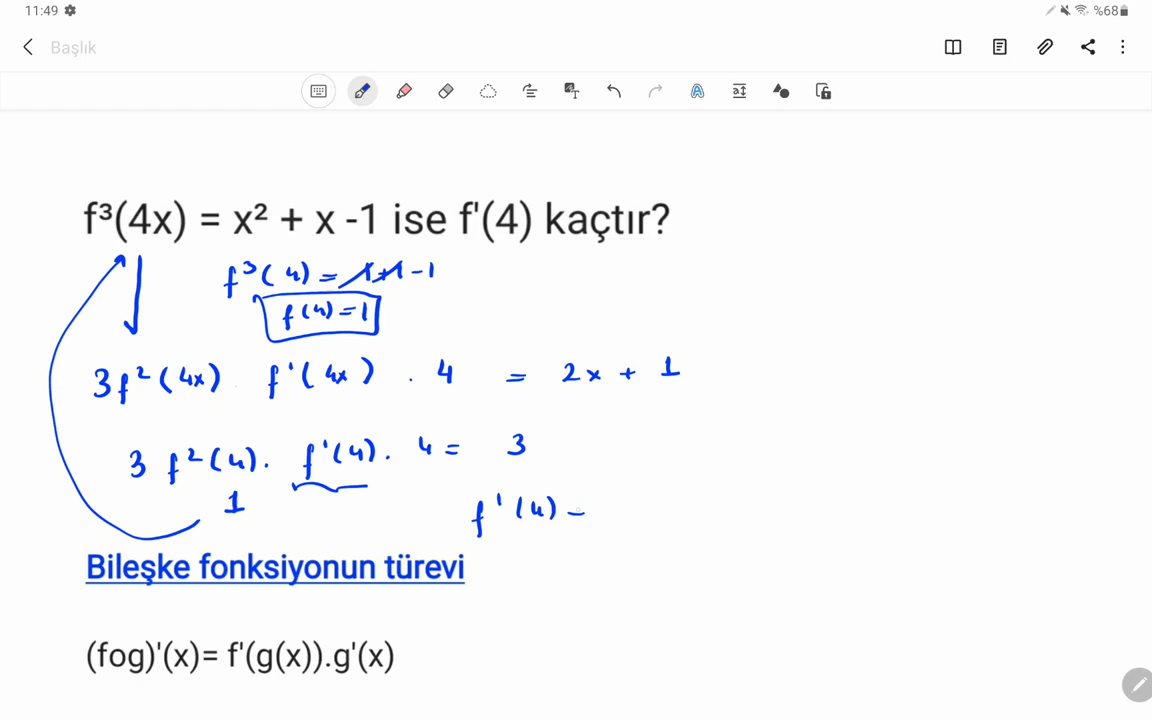 11:49 %68
Başlık
f³(4x) = x² + x -1 ise f'(4) kaçtır?
f³(4) = 1+1-1
f(4) = 1
3f²(4x) . f'(4x) . 4 = 2x + 1
3 f²(4). f'(4). 4 = 3
1
f'(4) =
Bileşke fonksiyonun türevi
(fog)'(x)= f'(g(x)).g'(x)